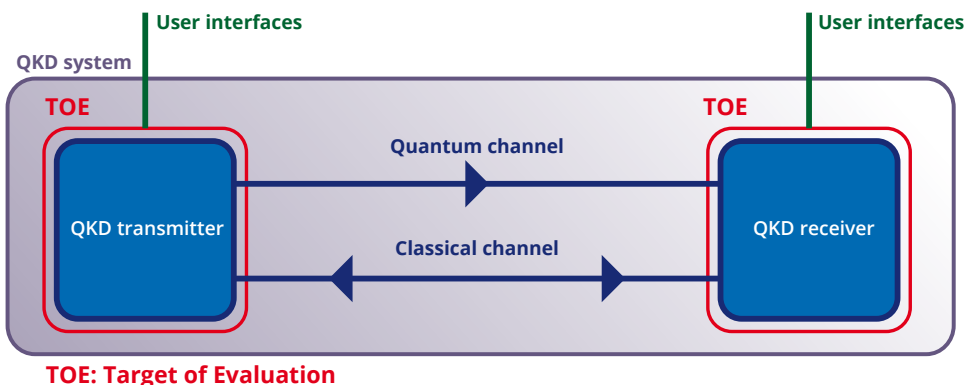 User interfaces
User interfaces
QKD system
TOE
TOE
Quantum channel
QKD transmitter
QKD receiver
Classical channel
TOE: Target of Evaluation